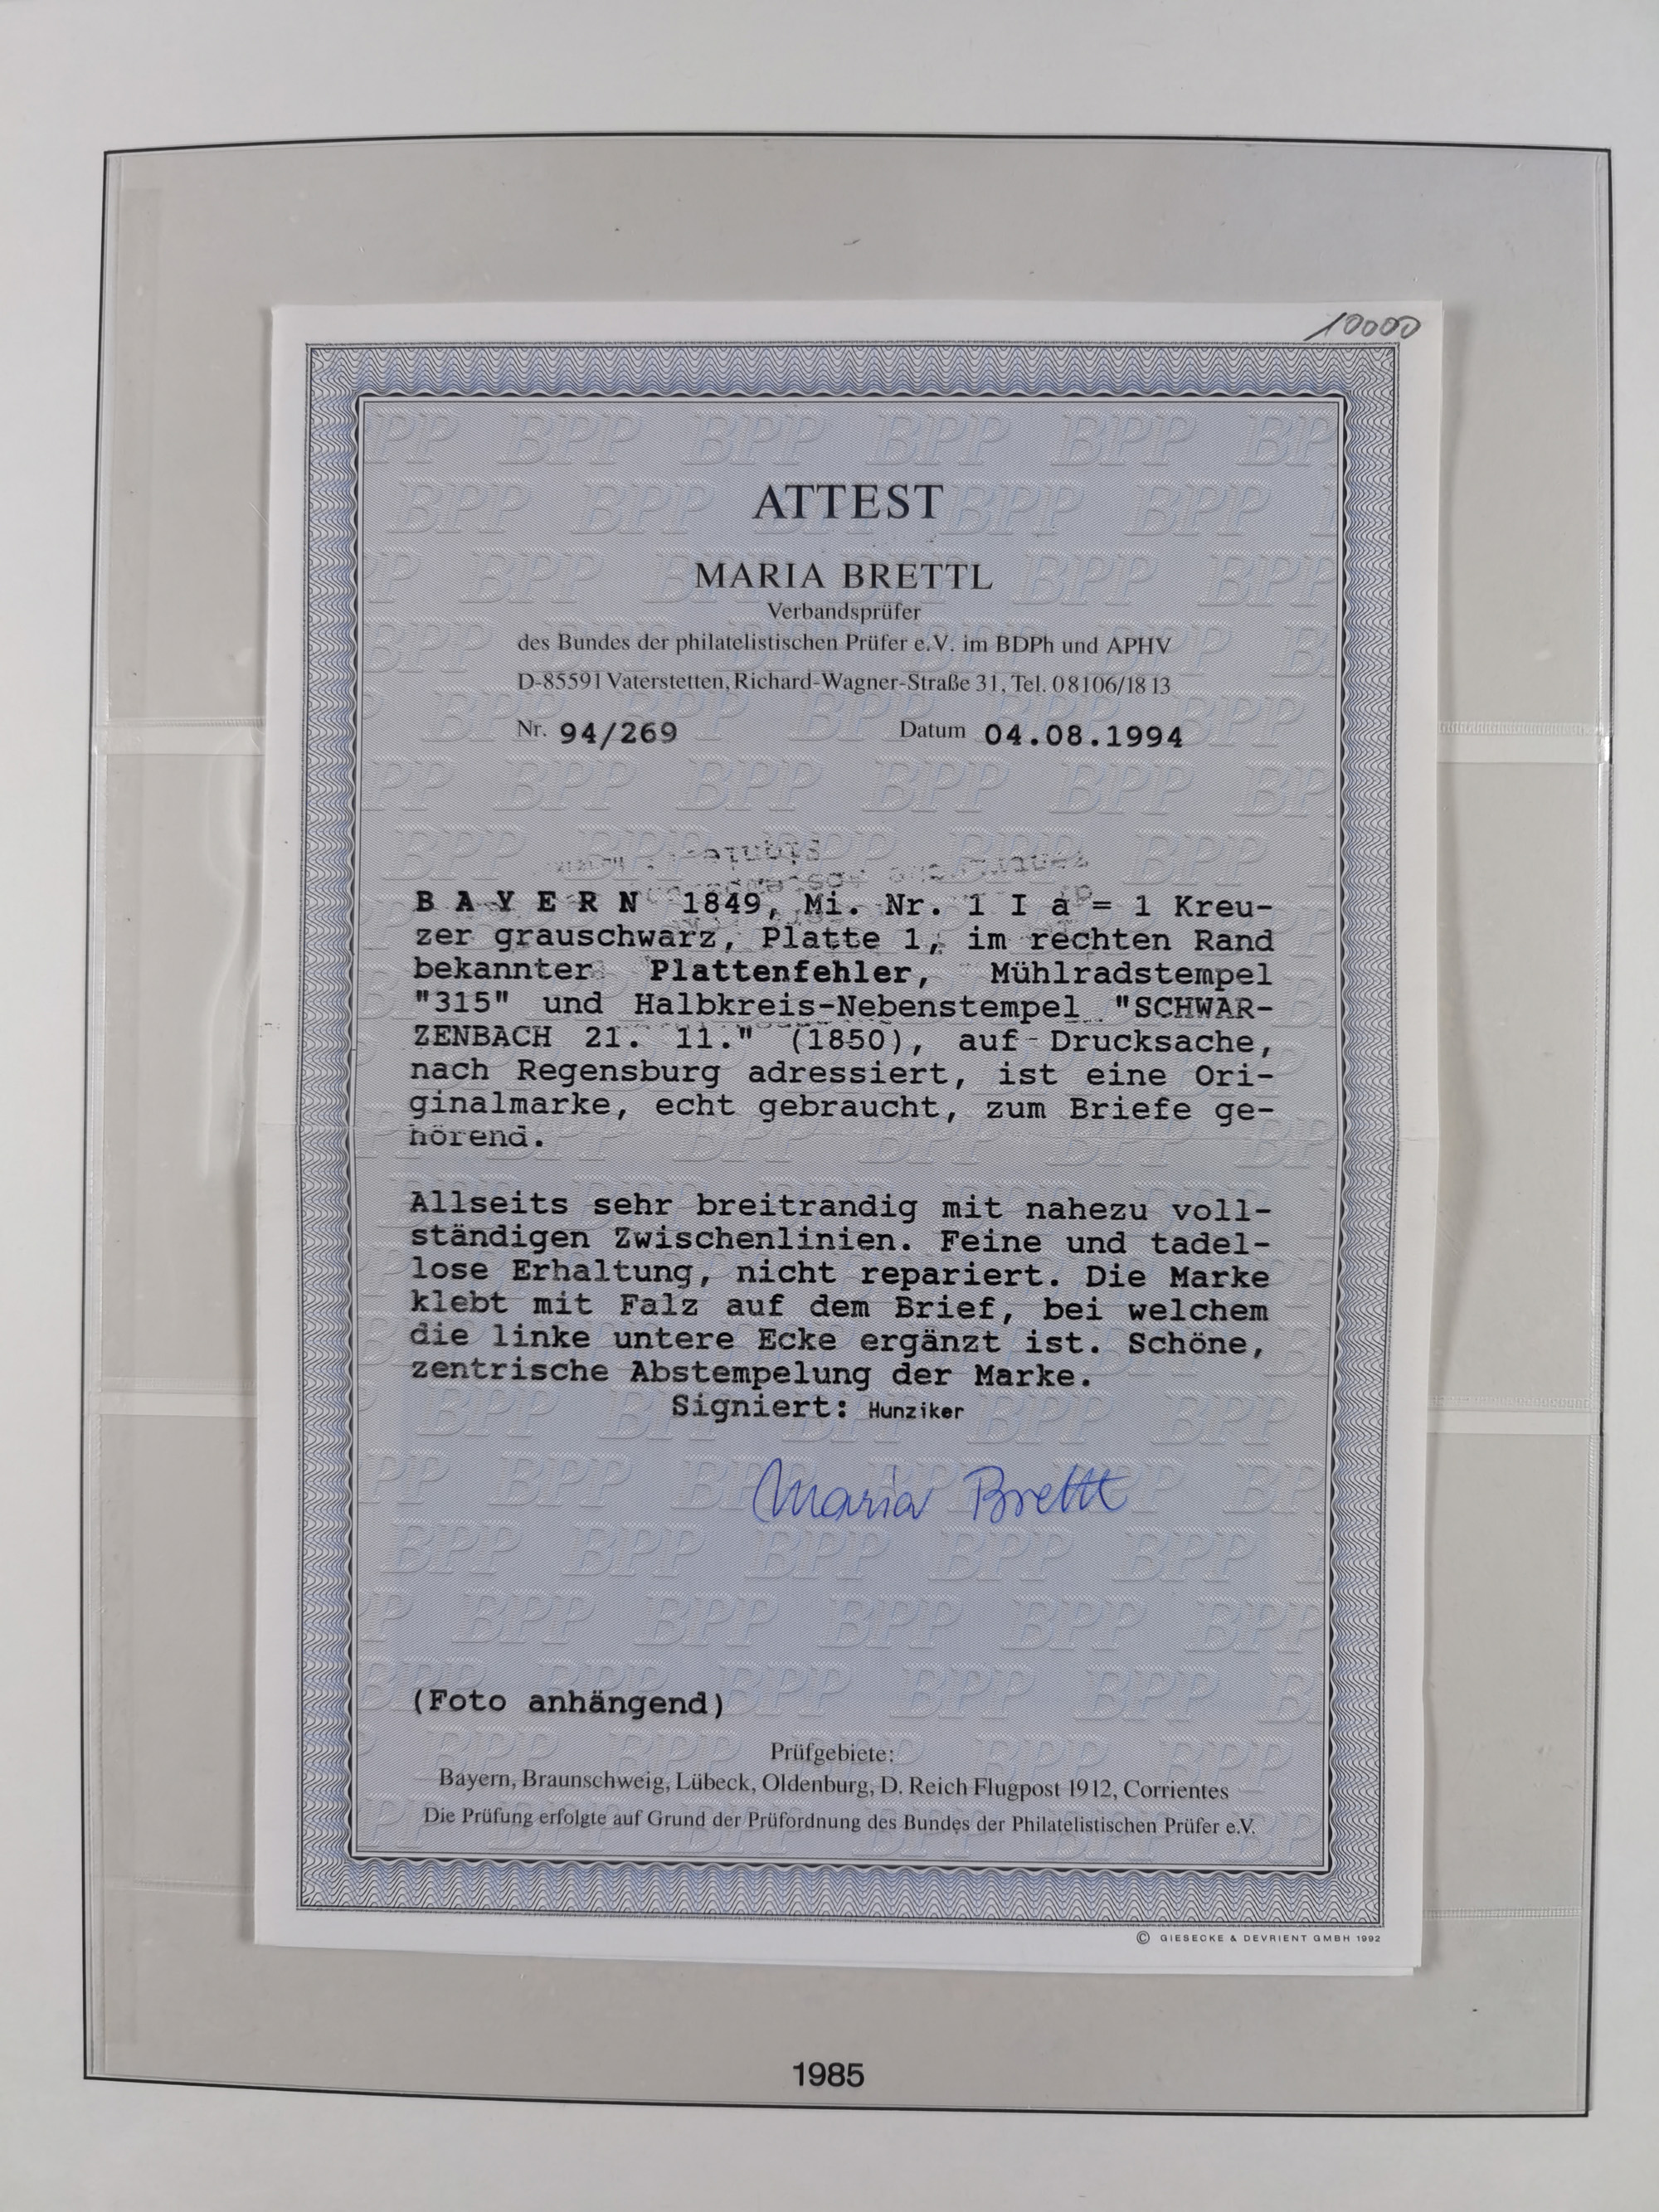 10000
ATTEST
MARIA BRETTL
Verbandsprüfer
des Bundes der philatelistischen Prüfer e.V. im BDPh und APHV
D-85591 Vaterstetten, Richard-Wagner-Straße 31, Tel. 08106/18 13
Nr. 94/269 Datum 04.08.1994
B A Y E R N 1849, Mi. Nr. 1 I a = 1 Kreu-
zer grauschwarz, Platte 1, im rechten Rand
bekannter Plattenfehler, Mühlradstempel
"315" und Halbkreis-Nebenstempel "SCHWAR-
ZENBACH 21. 11." (1850), auf Drucksache,
nach Regensburg adressiert, ist eine Ori-
ginalmarke, echt gebraucht, zum Briefe ge-
hörend.
Allseits sehr breitrandig mit nahezu voll-
ständigen Zwischenlinien. Feine und tadel-
lose Erhaltung, nicht repariert. Die Marke
klebt mit Falz auf dem Brief, bei welchem
die linke untere Ecke ergänzt ist. Schöne,
zentrische Abstempelung der Marke.
Signiert: Hunziker
Maria Brettl
(Foto anhängend)
Prüfgebiete:
Bayern, Braunschweig, Lübeck, Oldenburg, D. Reich Flugpost 1912, Corrientes
Die Prüfung erfolgte auf Grund der Prüfordnung des Bundes der Philatelistischen Prüfer e.V.
© GIESECKE & DEVRIENT GMBH 1992
1985